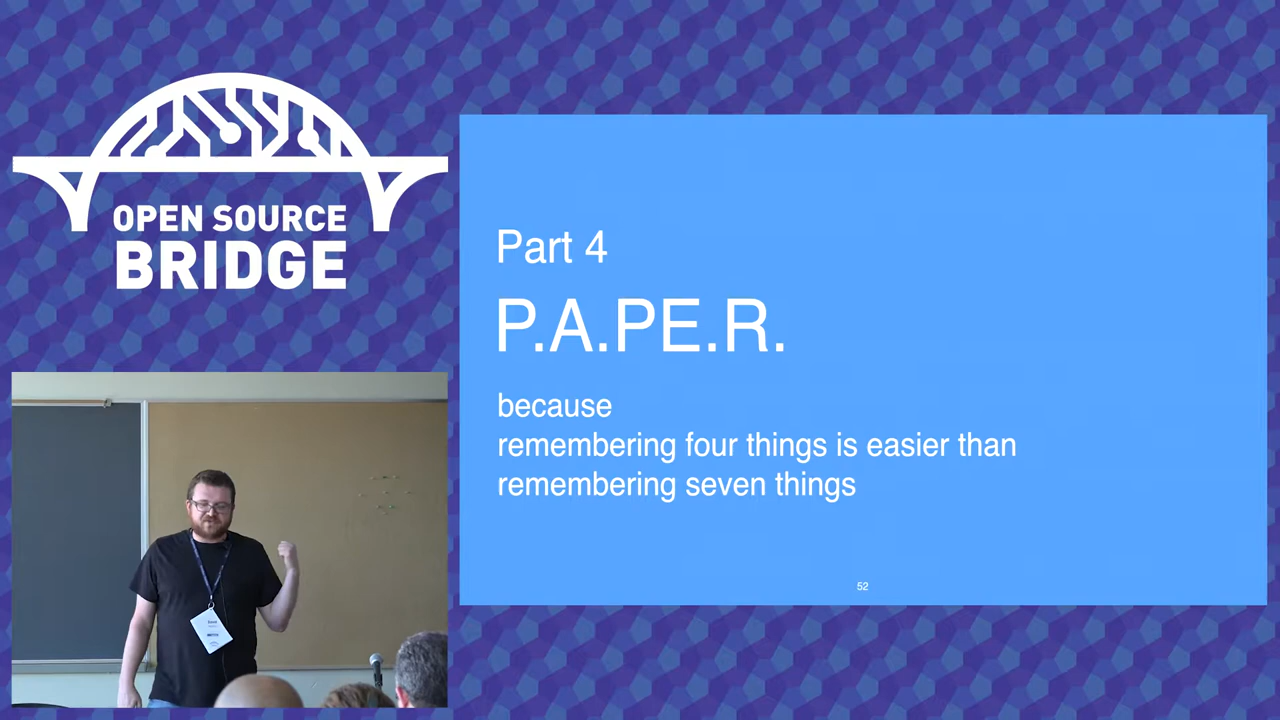 OPEN SOURCE
BRIDGE
Part 4
P.A.PE.R.
because
remembering four things is easier than
remembering seven things
52